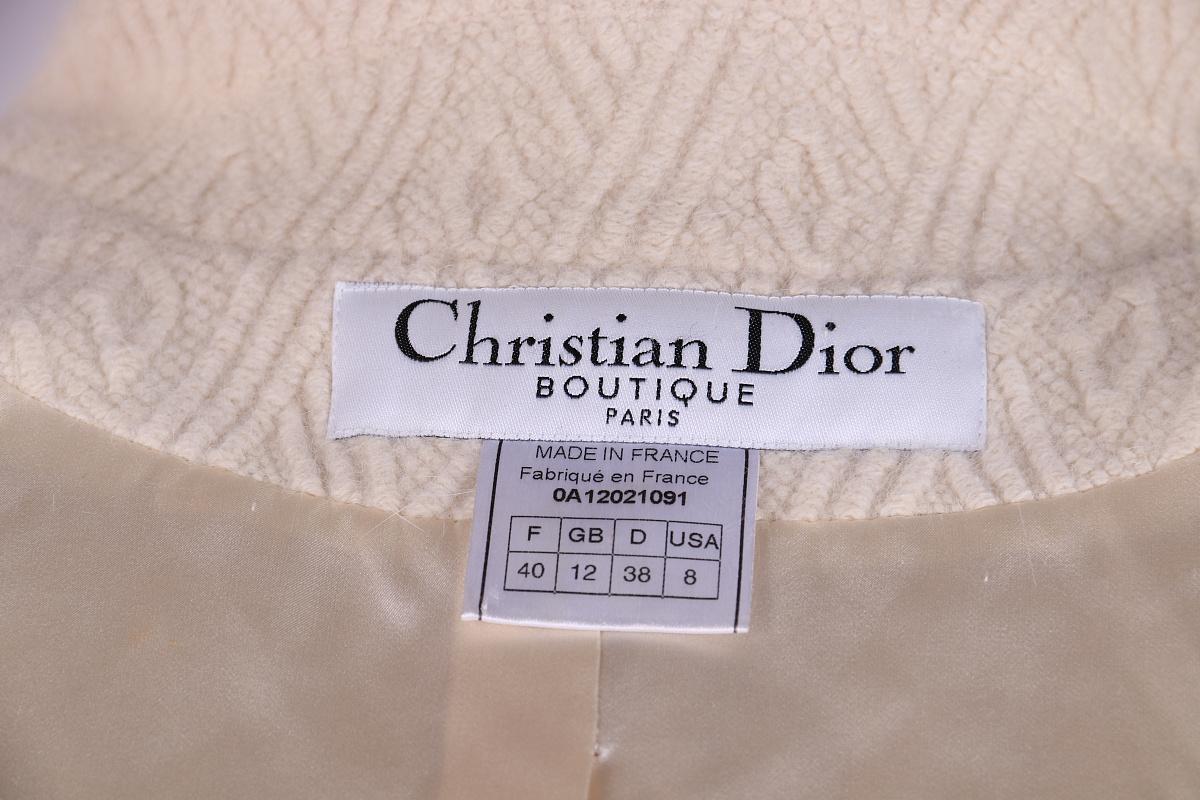 Christian Dior
BOUTIQUE
PARIS
MADE IN FRANCE
Fabriqué en France
0A12021091
F GB D USA
40 12 38 8